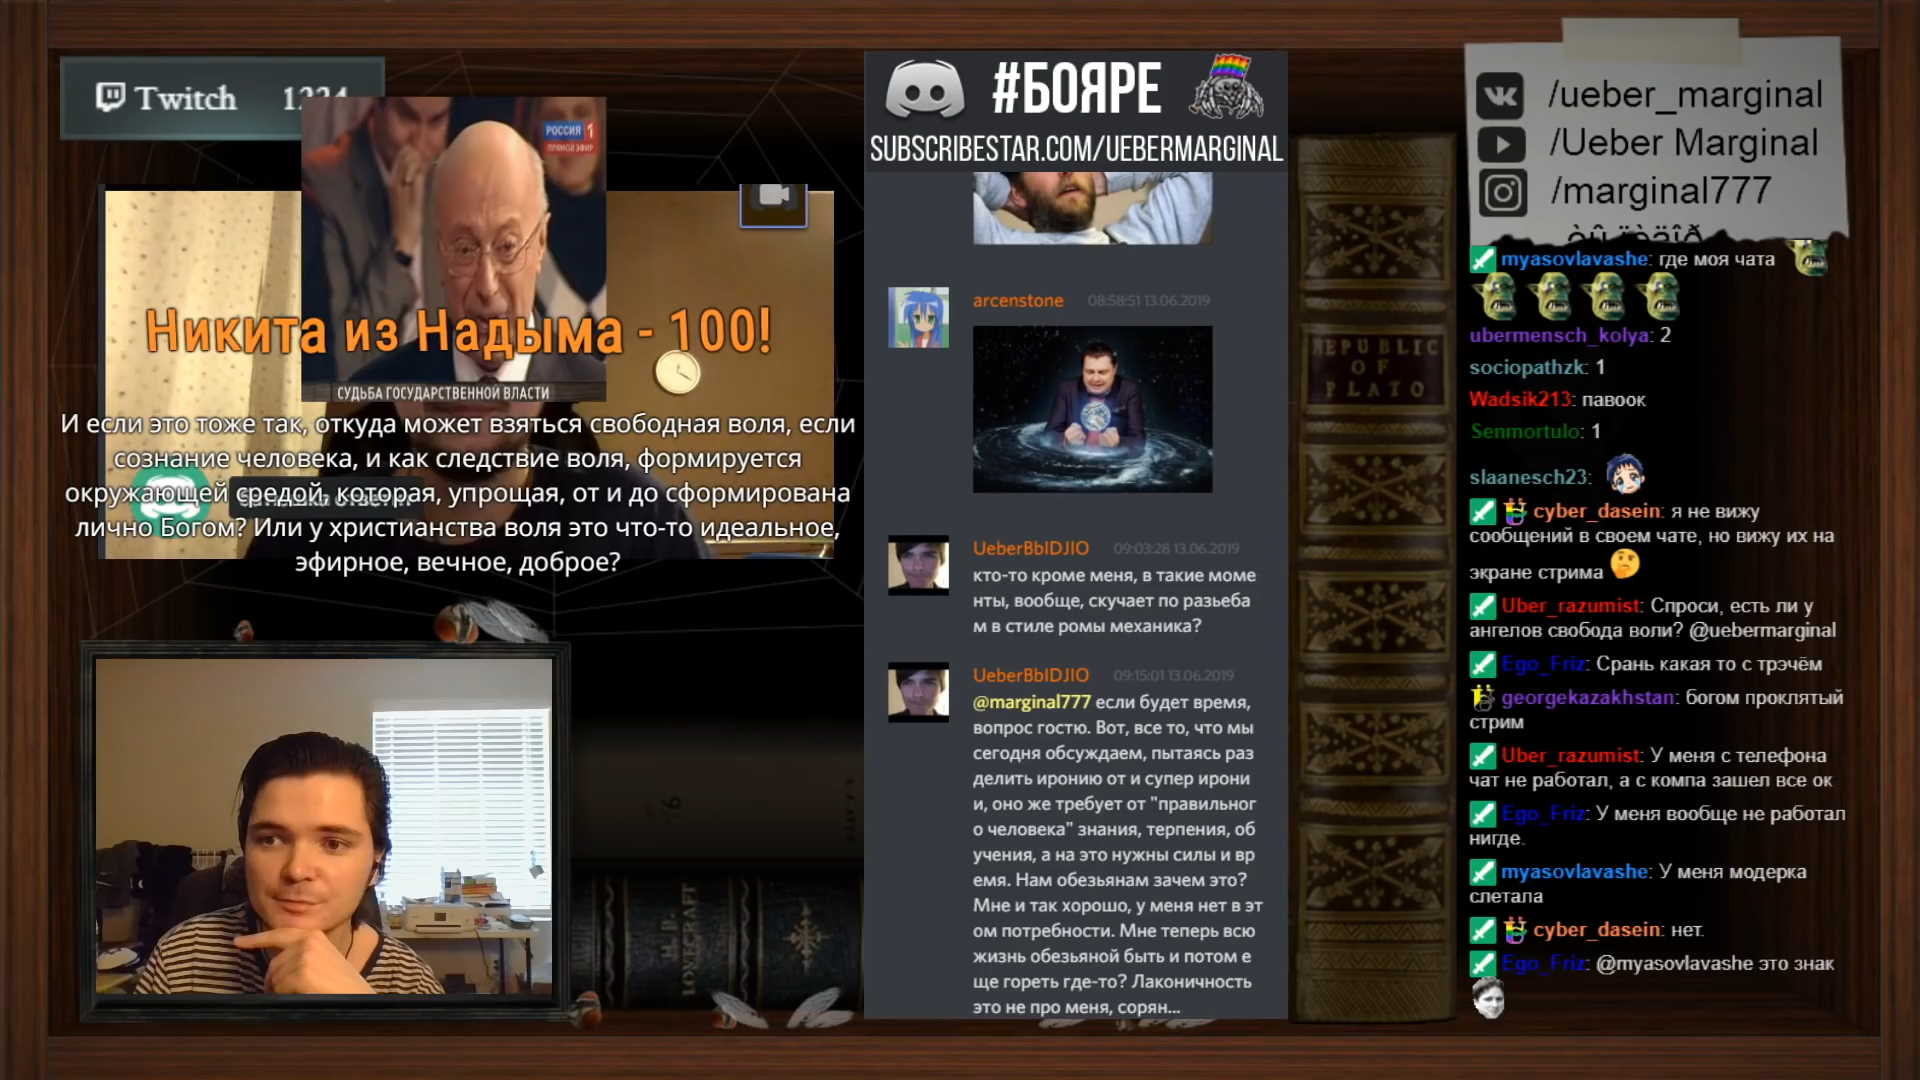 Twitch 1224
РОССИЯ 1
ПРЯМОЙ ЭФИР
Никита из Надыма - 100!
СУДЬБА ГОСУДАРСТВЕННОЙ ВЛАСТИ
И если это тоже так, откуда может взяться свободная воля, если
сознание человека, и как следствие воля, формируется
окружающей средой, которая, упрощая, от и до сформирована
лично Богом? Или у христианства воля это что-то идеальное,
эфирное, вечное, доброе?
H. P. LOVECRAFT
#БОЯРЕ
SUBSCRIBESTAR.COM/UEBERMARGINAL
arcenstone 08:58:51 13.06.2019
UeberBbIDJIO 09:03:28 13.06.2019
кто-то кроме меня, в такие моме
нты, вообще, скучает по разьеба
м в стиле ромы механика?
UeberBbIDJIO 09:15:01 13.06.2019
@marginal777 если будет время,
вопрос гостю. Вот, все то, что мы
сегодня обсуждаем, пытаясь раз
делить иронию от и супер ирони
и, оно же требует от "правильног
о человека" знания, терпения, об
учения, а на это нужны силы и вр
емя. Нам обезьянам зачем это?
Мне и так хорошо, у меня нет в эт
ом потребности. Мне теперь всю
жизнь обезьяной быть и потом е
ще гореть где-то? Лаконичность
это не про меня, сорян...
REPUBLIC
OF
PLATO
/ueber_marginal
/Ueber Marginal
/marginal777
myasovlavashe: где моя чата
ubermensch_kolya: 2
sociopathzk: 1
Wadsik213: павоок
Senmortulo: 1
slaanesch23:
cyber_dasein: я не вижу
сообщений в своем чате, но вижу их на
экране стрима
Uber_razumist: Спроси, есть ли у
ангелов свобода воли? @uebermarginal
Ego_Friz: Срань какая то с трэчём
georgekazakhstan: богом проклятый
стрим
Uber_razumist: У меня с телефона
чат не работал, а с компа зашел все ок
Ego_Friz: У меня вообще не работал
нигде.
myasovlavashe: У меня модерка
слетала
cyber_dasein: нет.
Ego_Friz: @myasovlavashe это знак